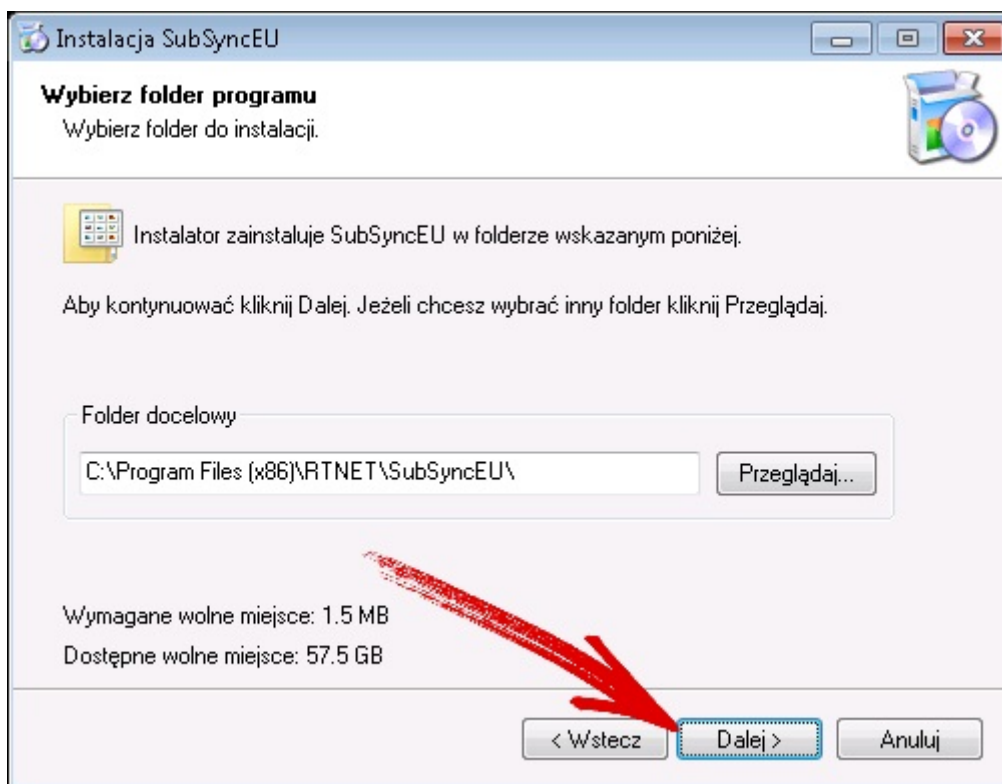 Instalacja SubSyncEU
Wybierz folder programu
Wybierz folder do instalacji.
Instalator zainstaluje SubSyncEU w folderze wskazanym poniżej.
Aby kontynuować kliknij Dalej. Jeżeli chcesz wybrać inny folder kliknij Przeglądaj.
Folder docelowy
C:\Program Files (x86)\RTNET\SubSyncEU\
Przeglądaj...
Wymagane wolne miejsce: 1.5 MB
Dostępne wolne miejsce: 57.5 GB
< Wstecz
Dalej >
Anuluj